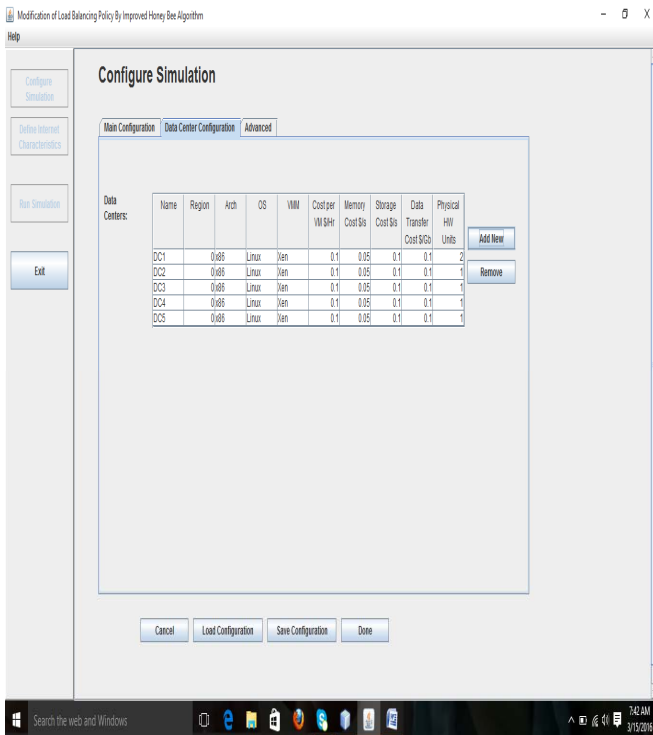 Modification of Load Balancing Policy By Improved Honey Bee Algorithm
Help
Configure
Simulation
Define Internet
Characteristics
Run Simulation
Exit
Configure Simulation
Main Configuration Data Center Configuration Advanced
Data
Centers:
Name Region Arch OS VMM Cost per VM $/Hr Memory Cost $/s Storage Cost $/s Data Transfer Cost $/Gb Physical HW Units
DC1 0 x86 Linux Xen 0.1 0.05 0.1 0.1 2
DC2 0 x86 Linux Xen 0.1 0.05 0.1 0.1 1
DC3 0 x86 Linux Xen 0.1 0.05 0.1 0.1 1
DC4 0 x86 Linux Xen 0.1 0.05 0.1 0.1 1
DC5 0 x86 Linux Xen 0.1 0.05 0.1 0.1 1
Add New
Remove
Cancel Load Configuration Save Configuration Done
Search the web and Windows
7:42 AM
3/15/2016